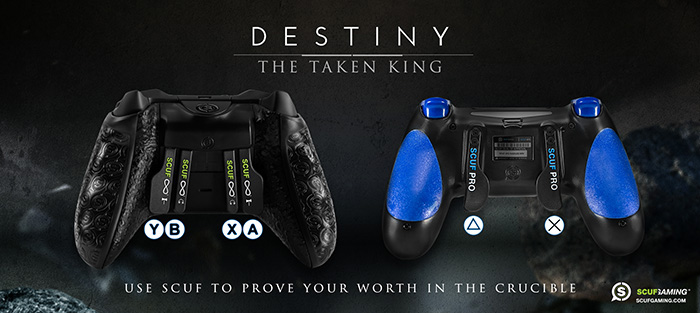 DESTINY
THE TAKEN KING
SCUF
SCUF
SCUF
SCUF
SCUF PRO
SCUF PRO
Y B
X A
USE SCUF TO PROVE YOUR WORTH IN THE CRUCIBLE
S SCUFGAMING
SCUFGAMING.COM